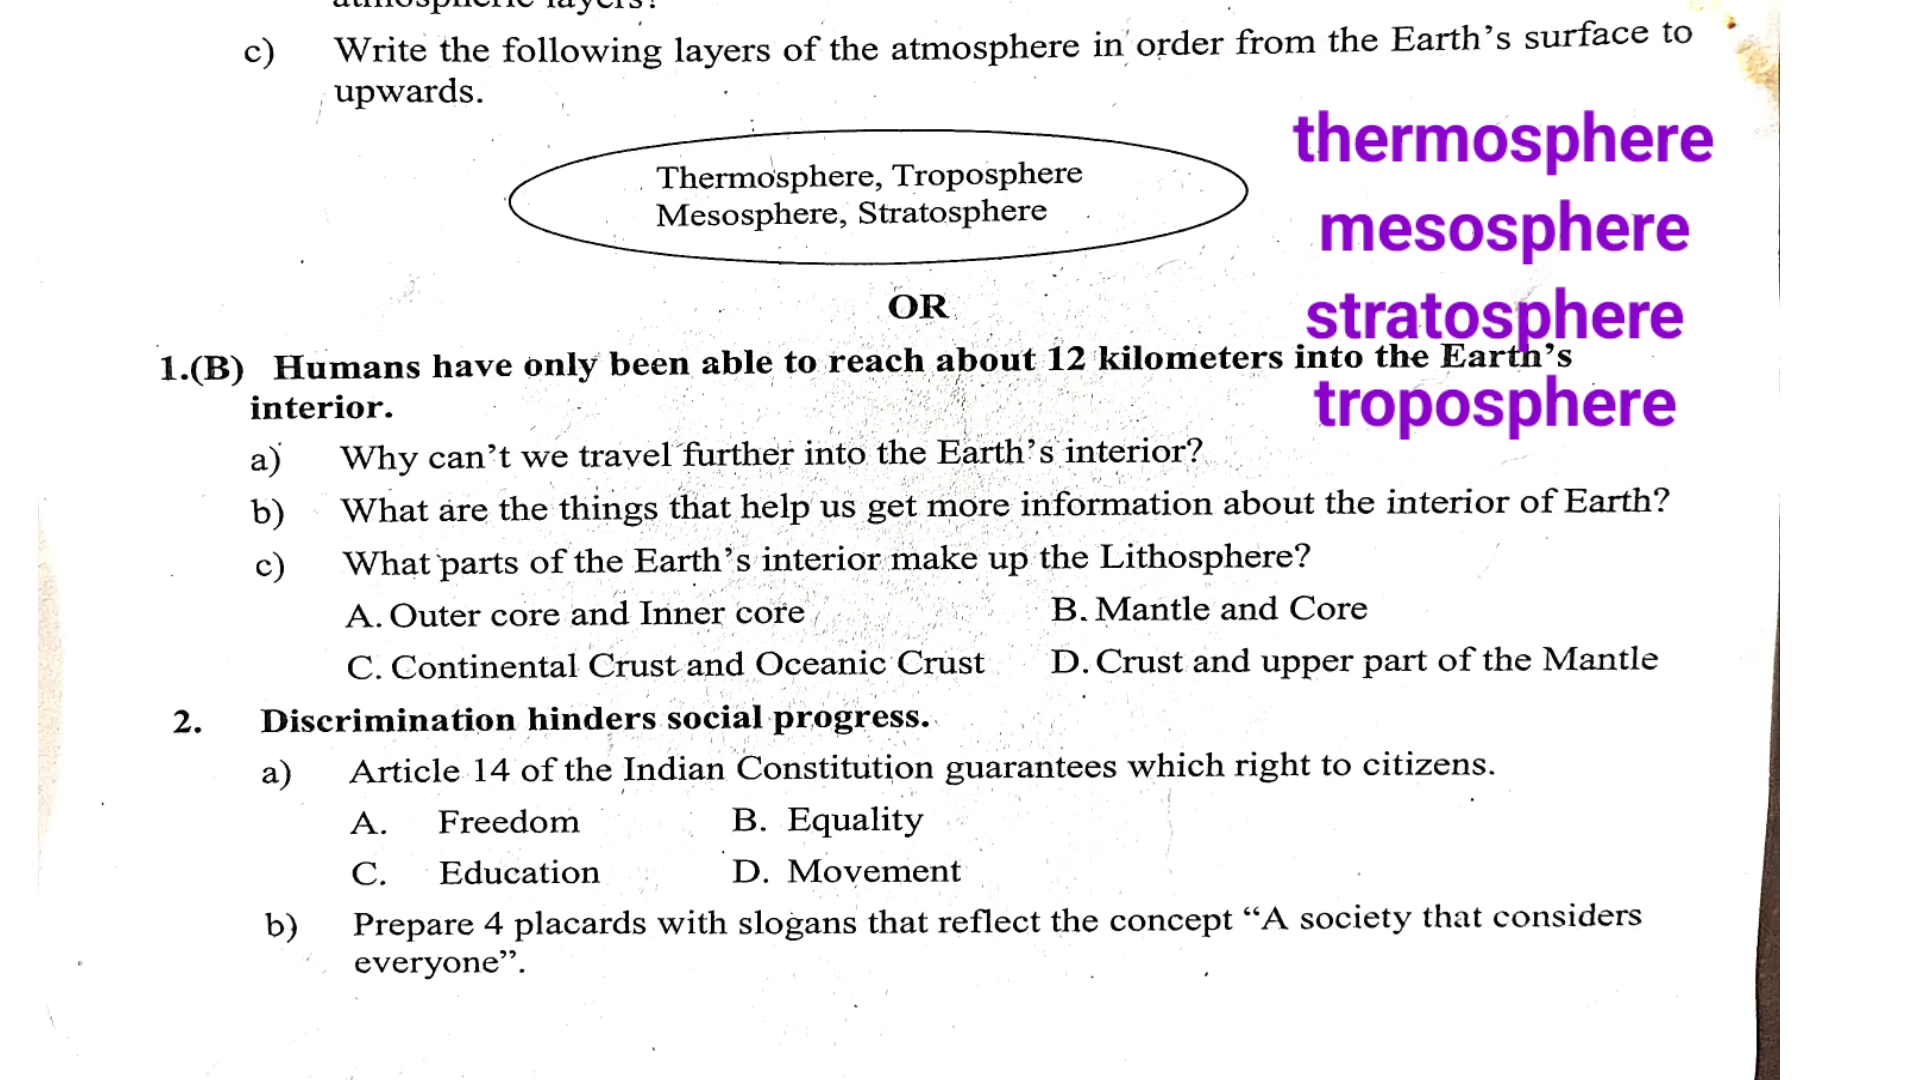 atmospheric layers?
c) Write the following layers of the atmosphere in order from the Earth's surface to
upwards.
Thermosphere, Troposphere
Mesosphere, Stratosphere
thermosphere
mesosphere
stratosphere
troposphere
OR
1.(B) Humans have only been able to reach about 12 kilometers into the Earth's
interior.
a) Why can't we travel further into the Earth's interior?
b) What are the things that help us get more information about the interior of Earth?
c) What parts of the Earth's interior make up the Lithosphere?
A. Outer core and Inner core B. Mantle and Core
C. Continental Crust and Oceanic Crust D. Crust and upper part of the Mantle
2. Discrimination hinders social progress.
a) Article 14 of the Indian Constitution guarantees which right to citizens.
A. Freedom B. Equality
C. Education D. Movement
b) Prepare 4 placards with slogans that reflect the concept “A society that considers
everyone”.